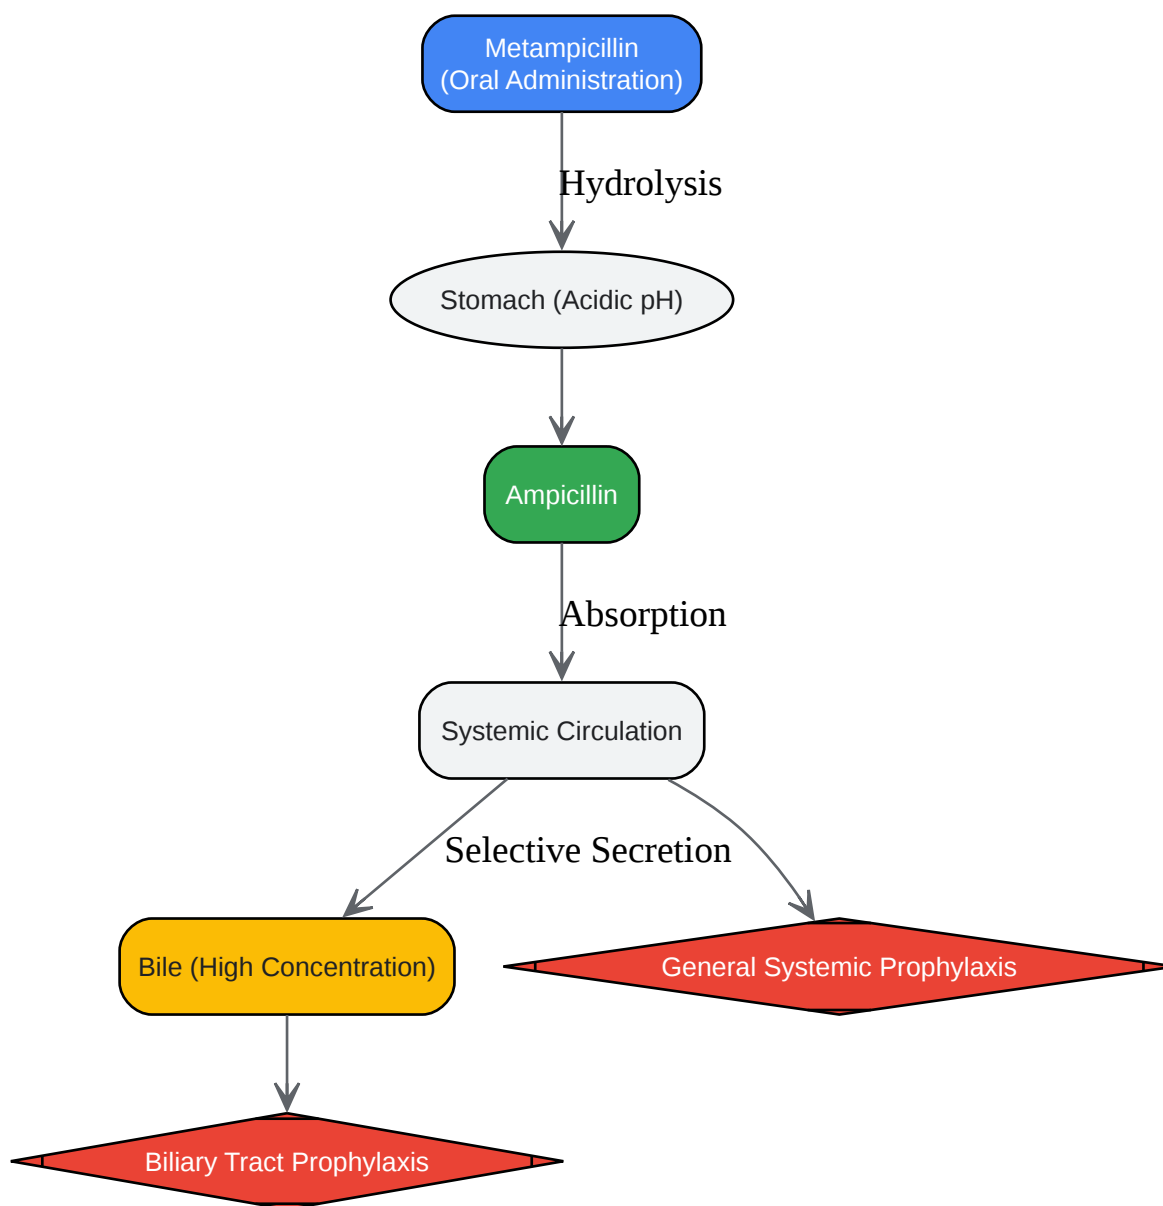 Metampicillin
(Oral Administration)
Hydrolysis
Stomach (Acidic pH)
Ampicillin
Absorption
Systemic Circulation
Selective Secretion
Bile (High Concentration)
General Systemic Prophylaxis
Biliary Tract Prophylaxis